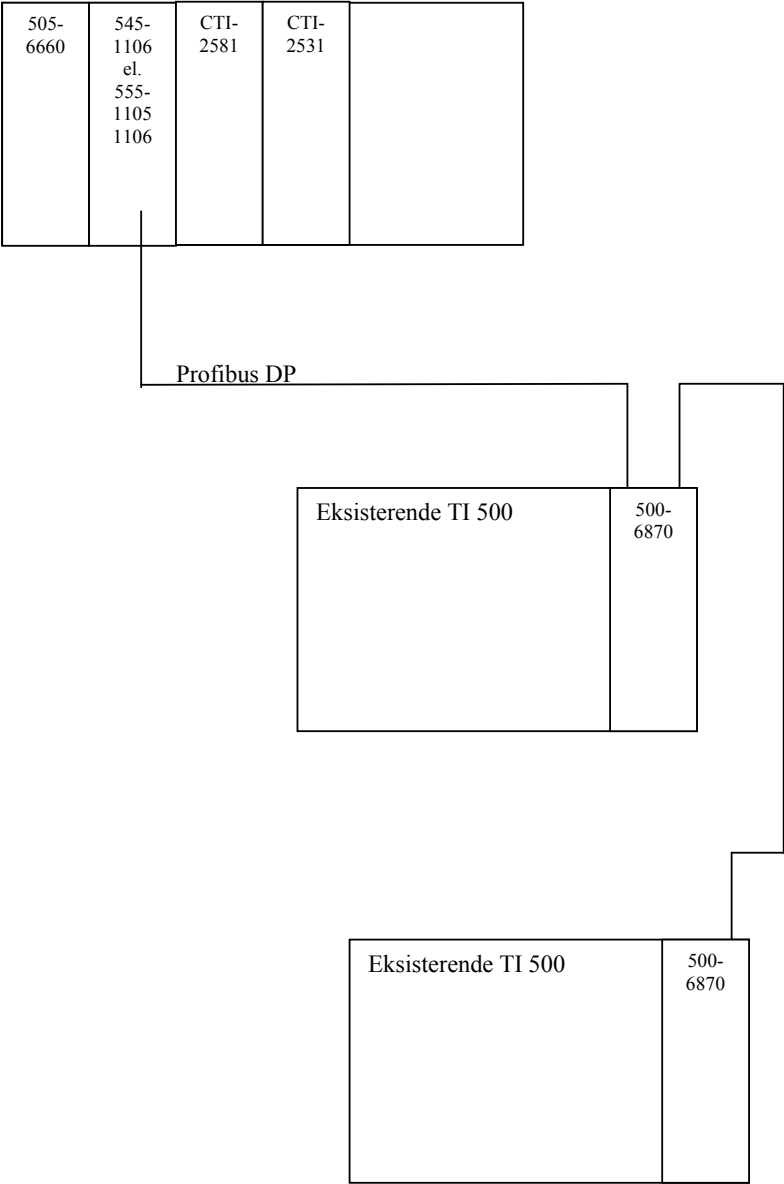 505-
6660
545-
1106
el.
555-
1105
1106
CTI-
2581
CTI-
2531
Profibus DP
Eksisterende TI 500
500-
6870
Eksisterende TI 500
500-
6870